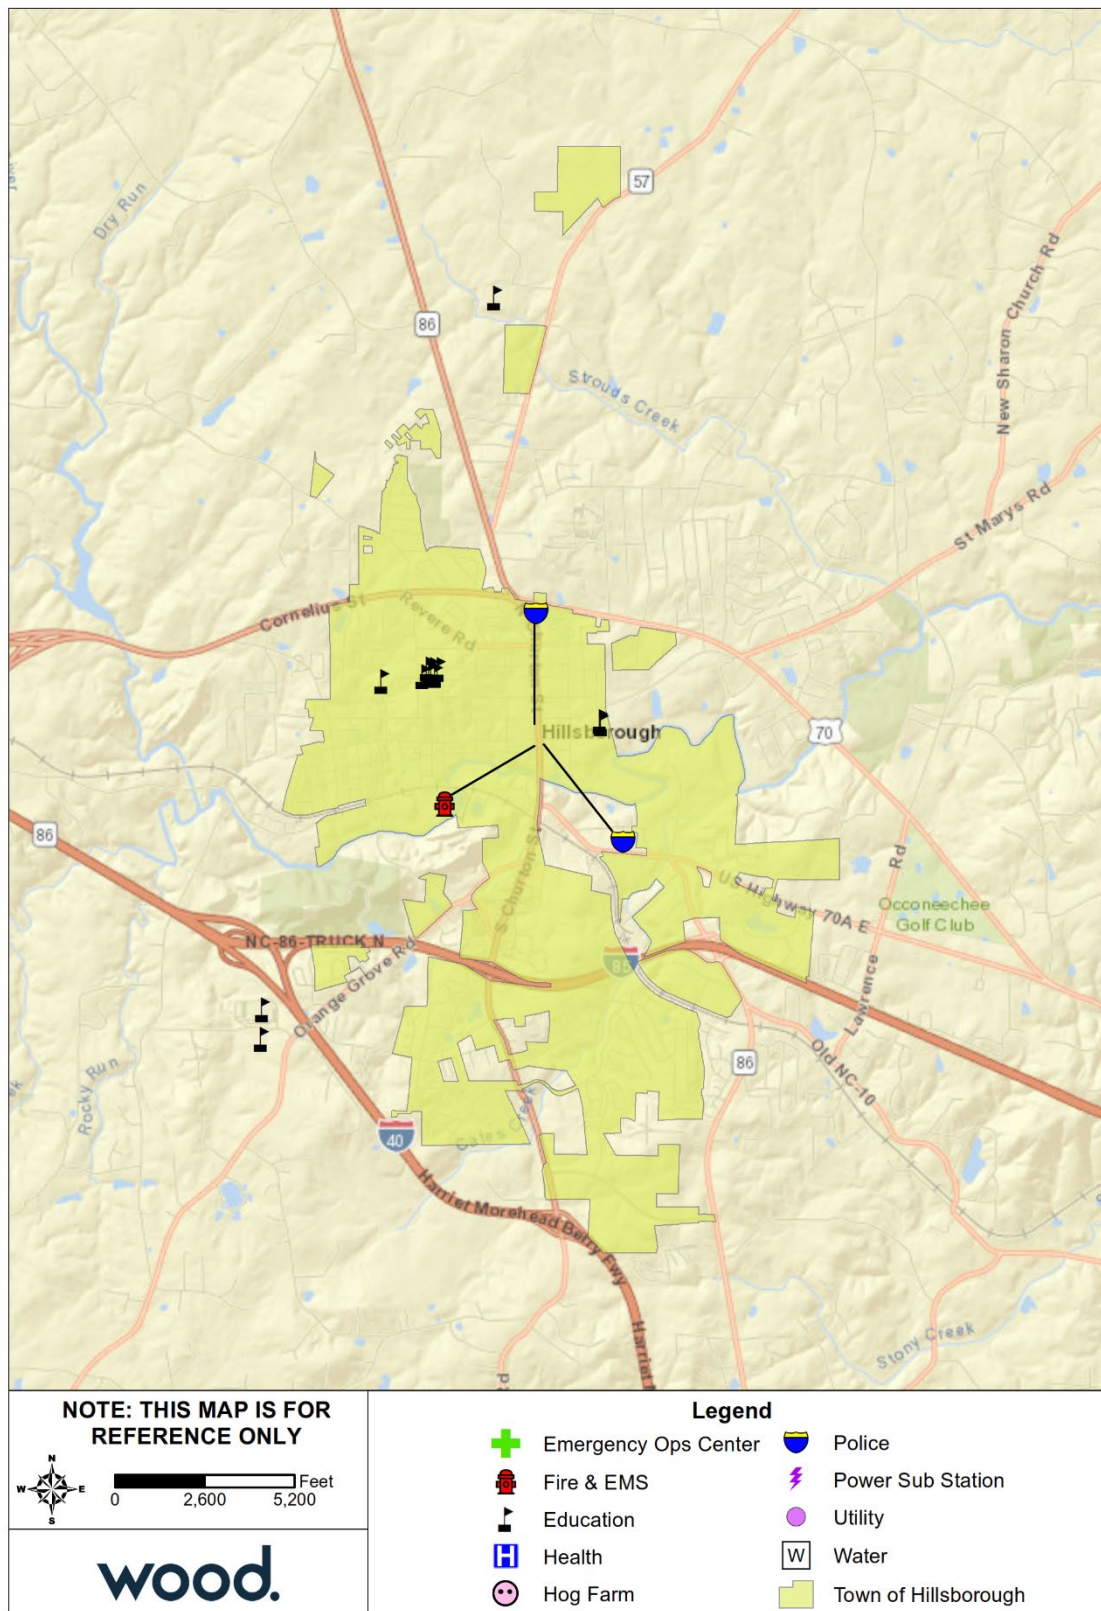 57
Dry Run
New Sharon Church Rd
86
Strouds Creek
St Marys Rd
Cornelius St
Revere Rd
Hillsborough
70
86
S Churton St
US Highway 70A E
Occoneechee
Golf Club
NC-86-TRUCK N
85
Orange Grove Rd
Lawrence Rd
Old NC-10
86
Rocky Run
40
Cates Creek
Harriet Morehead Berry Fwy
Stony Creek
Harriet
Rd
NOTE: THIS MAP IS FOR
REFERENCE ONLY
N
W E
S
Feet
0 2,600 5,200
wood.
Legend
Emergency Ops Center
Police
Fire & EMS
Power Sub Station
Education
Utility
H Health
W Water
Hog Farm
Town of Hillsborough